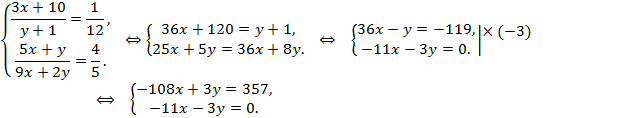 {(3x + 10)/(y + 1) = 1/12, (5x + y)/(9x + 2y) = 4/5. ⇔ {36x + 120 = y + 1, 25x + 5y = 36x + 8y. ⇔ {36x − y = −119, −11x − 3y = 0. | × (−3)
⇔ {−108x + 3y = 357, −11x − 3y = 0.